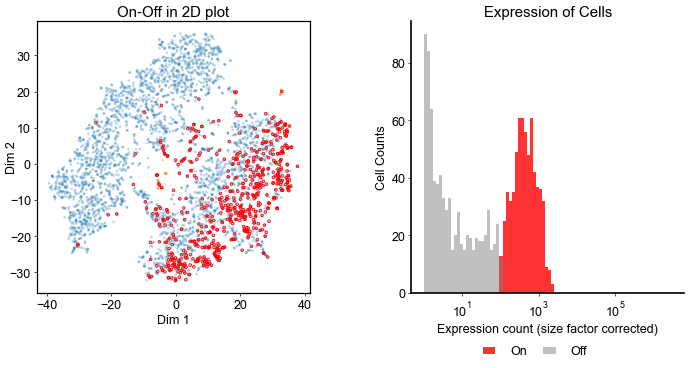 On-Off in 2D plot
Dim 2
30
20
10
0
−10
−20
−30
−40
−20
0
20
40
Dim 1
Expression of Cells
Cell Counts
80
60
40
20
0
10^1
10^3
10^5
Expression count (size factor corrected)
On Off